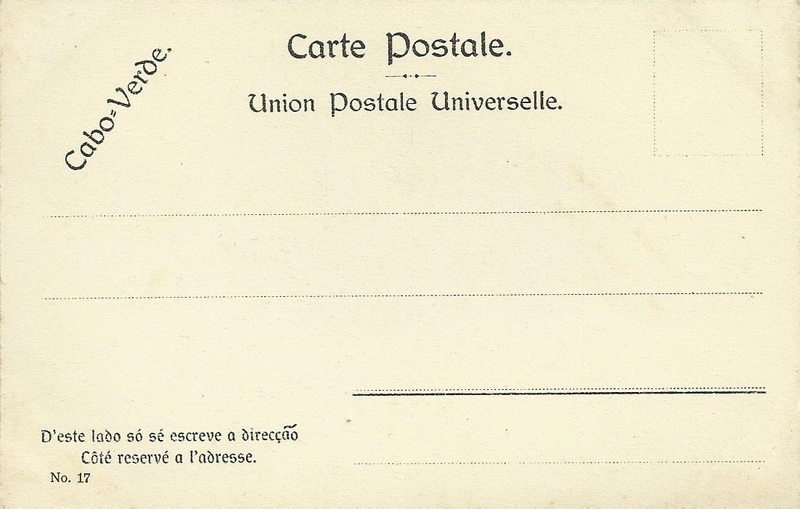 Cabo=Verde.
Carte Postale.
Union Postale Universelle.
D'este lado só sé escreve a direcção
Côté reservé a l'adresse.
No. 17